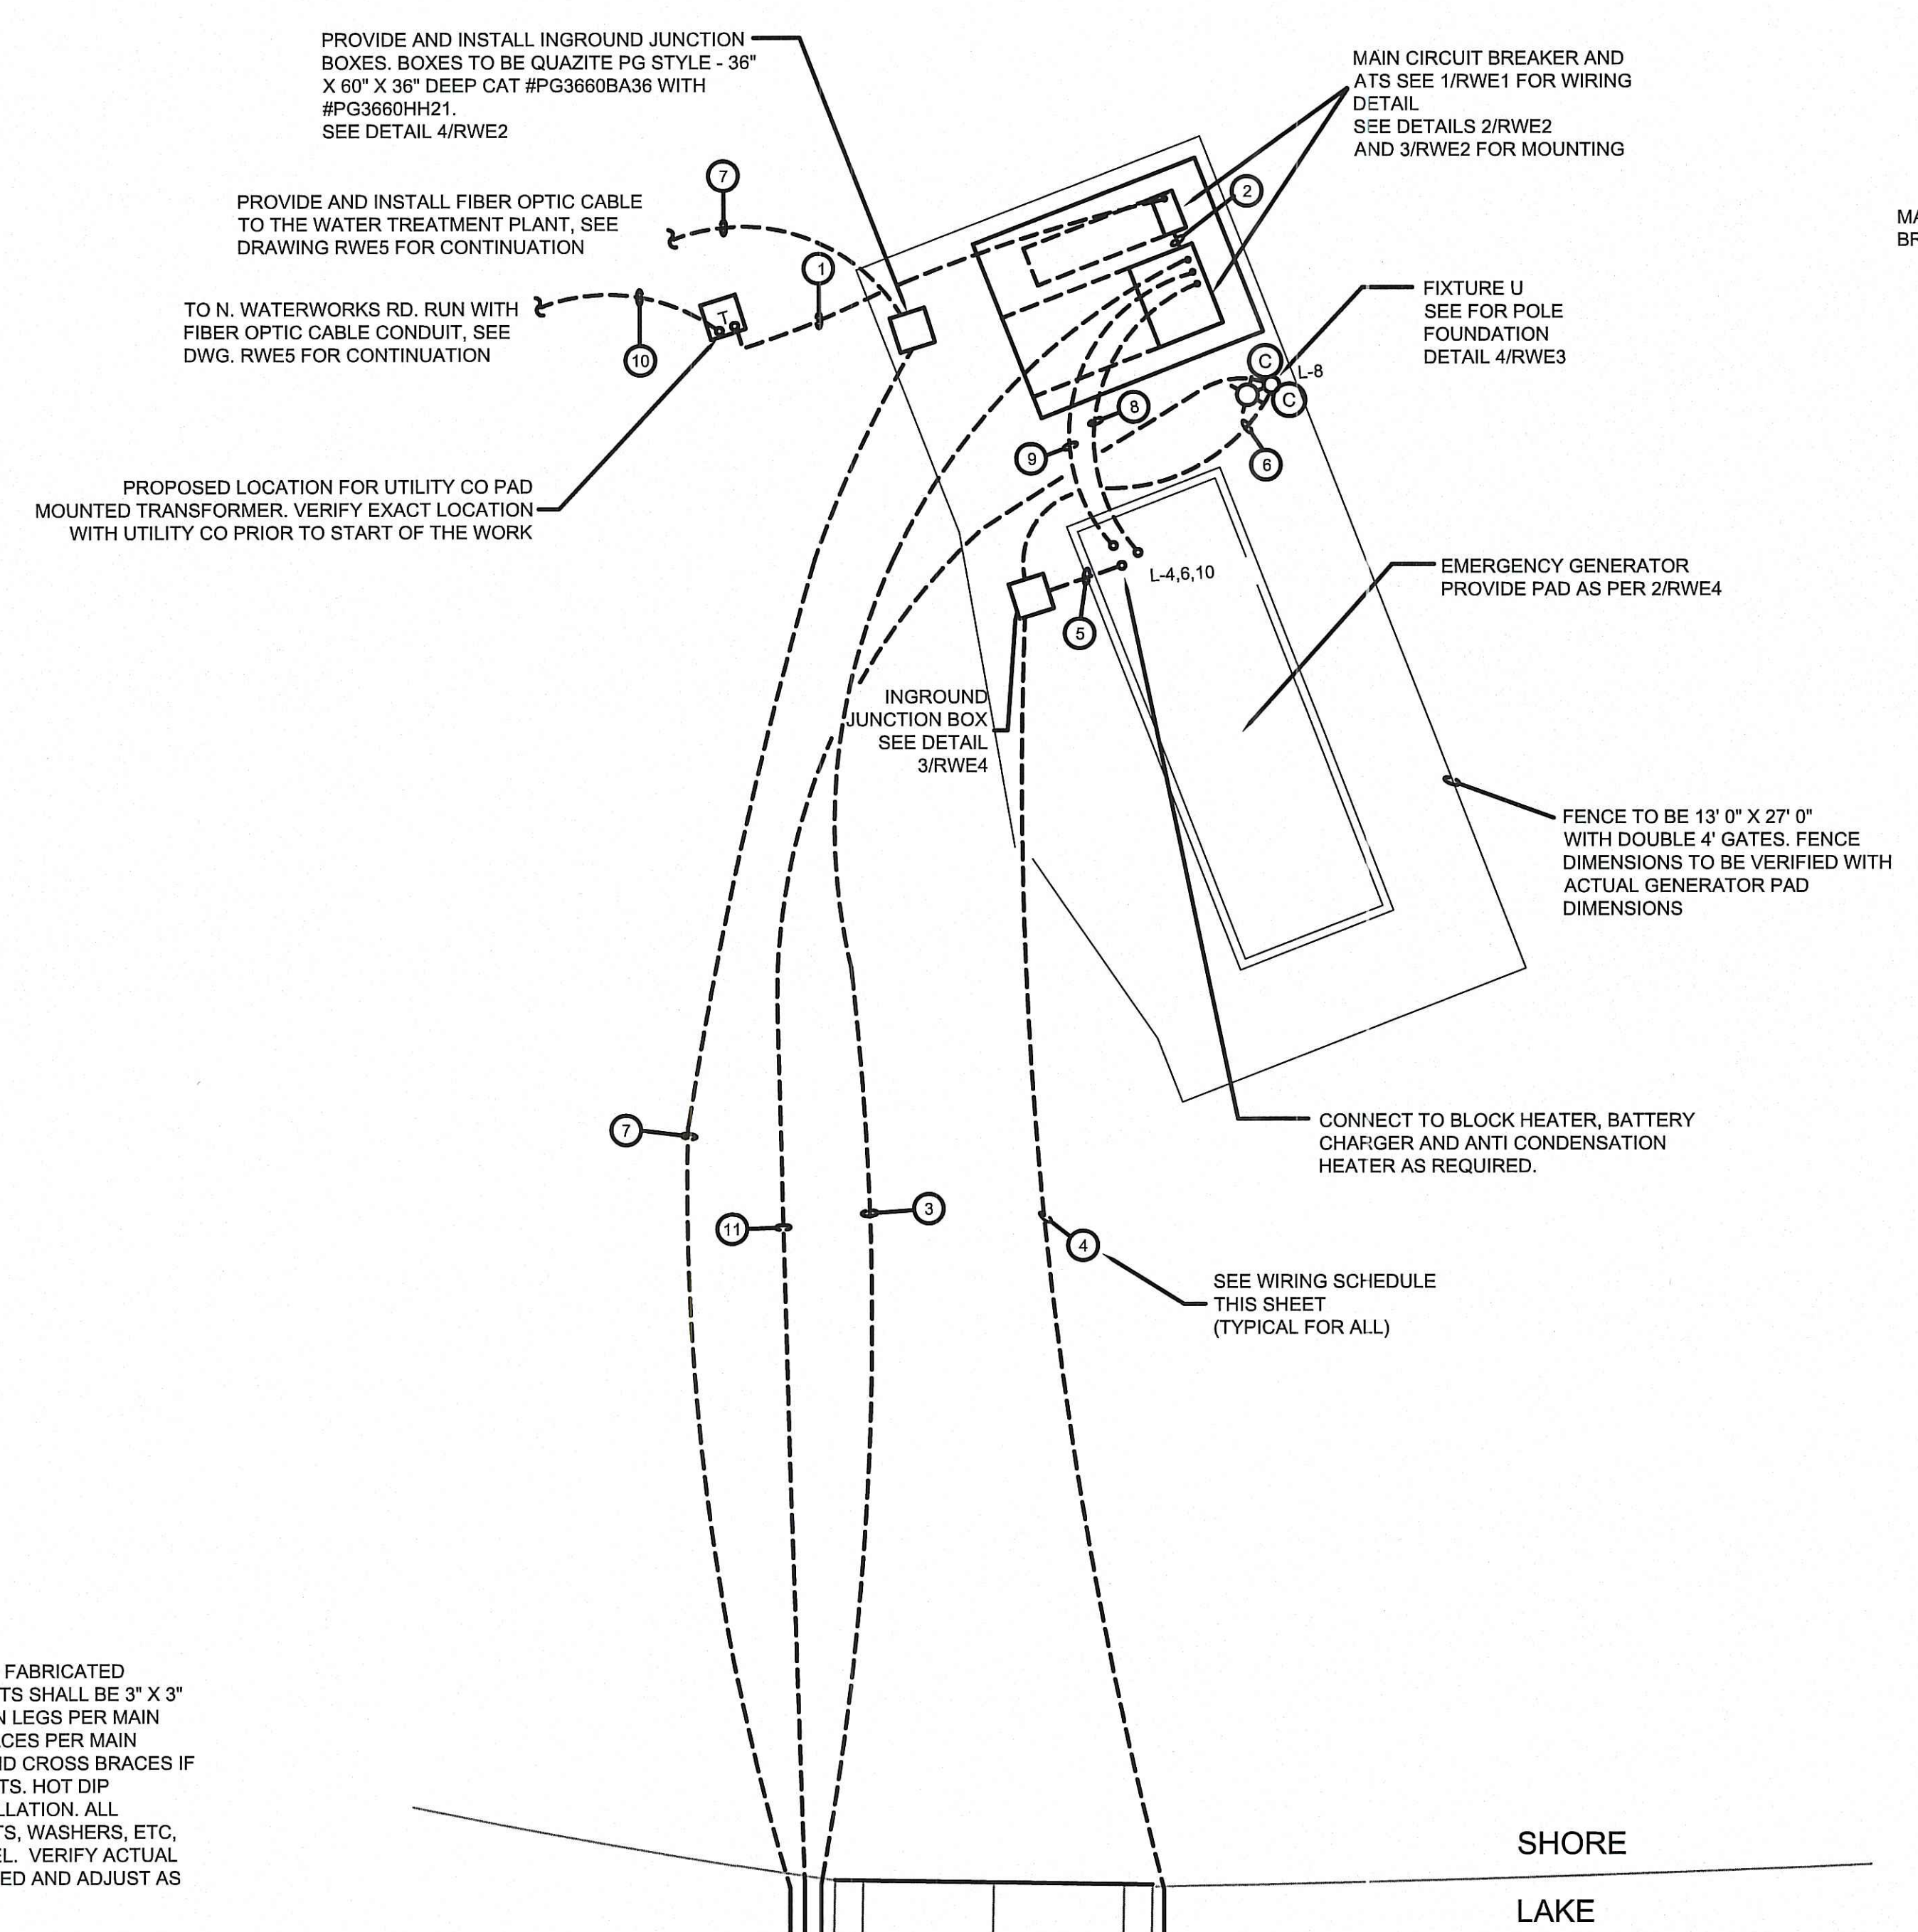 PROVIDE AND INSTALL INGROUND JUNCTION
BOXES. BOXES TO BE QUAZITE PG STYLE - 36"
X 60" X 36" DEEP CAT #PG3660BA36 WITH
#PG3660HH21.
SEE DETAIL 4/RWE2
MAIN CIRCUIT BREAKER AND
ATS SEE 1/RWE1 FOR WIRING
DETAIL
SEE DETAILS 2/RWE2
AND 3/RWE2 FOR MOUNTING
7
2
PROVIDE AND INSTALL FIBER OPTIC CABLE
TO THE WATER TREATMENT PLANT, SEE
DRAWING RWE5 FOR CONTINUATION
MA
BR
1
TO N. WATERWORKS RD. RUN WITH
FIBER OPTIC CABLE CONDUIT, SEE
DWG. RWE5 FOR CONTINUATION
T
10
FIXTURE U
SEE FOR POLE
FOUNDATION
DETAIL 4/RWE3
C
L-8
C
8
9
6
PROPOSED LOCATION FOR UTILITY CO PAD
MOUNTED TRANSFORMER. VERIFY EXACT LOCATION
WITH UTILITY CO PRIOR TO START OF THE WORK
L-4,6,10
EMERGENCY GENERATOR
PROVIDE PAD AS PER 2/RWE4
5
INGROUND
JUNCTION BOX
SEE DETAIL
3/RWE4
FENCE TO BE 13' 0" X 27' 0"
WITH DOUBLE 4' GATES. FENCE
DIMENSIONS TO BE VERIFIED WITH
ACTUAL GENERATOR PAD
DIMENSIONS
CONNECT TO BLOCK HEATER, BATTERY
CHARGER AND ANTI CONDENSATION
HEATER AS REQUIRED.
7
11
3
4
SEE WIRING SCHEDULE
THIS SHEET
(TYPICAL FOR ALL)
FABRICATED
TS SHALL BE 3" X 3"
N LEGS PER MAIN
CES PER MAIN
ID CROSS BRACES IF
TS. HOT DIP
LLATION. ALL
TS, WASHERS, ETC,
EL. VERIFY ACTUAL
ED AND ADJUST AS
SHORE
LAKE